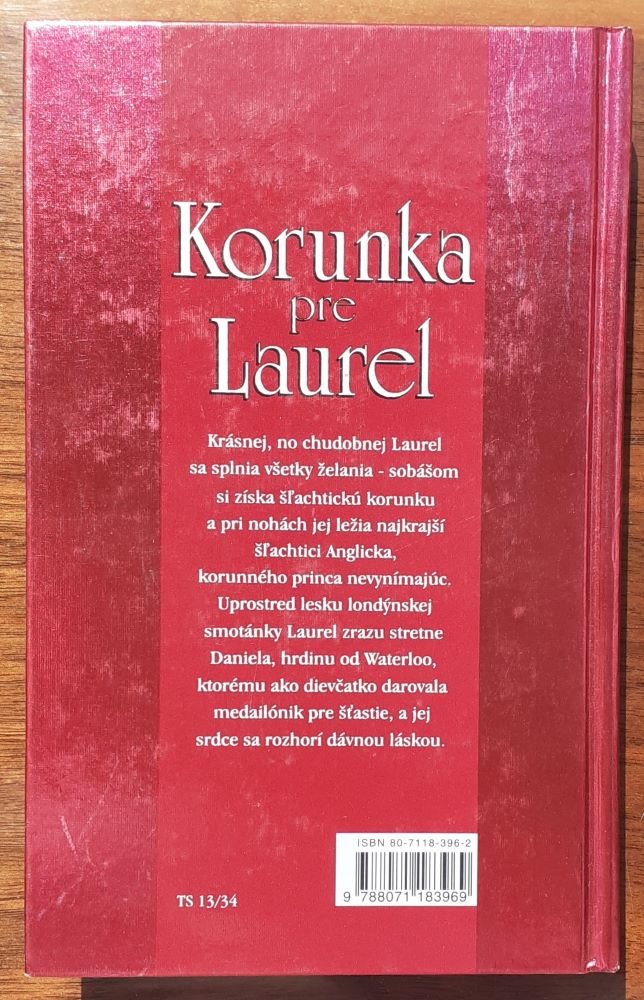 Korunka
pre
Laurel
Krásnej, no chudobnej Laurel
sa splnia všetky želania - sobášom
si získa šľachtickú korunku
a pri nohách jej ležia najkrajší
šľachtici Anglicka,
korunného princa nevynímajúc.
Uprostred lesku londýnskej
smotánky Laurel zrazu stretne
Daniela, hrdinu od Waterloo,
ktorému ako dievčatko darovala
medailónik pre šťastie, a jej
srdce sa rozhorí dávnou láskou.
ISBN 80-7118-396-2
9 788071 183969
TS 13/34